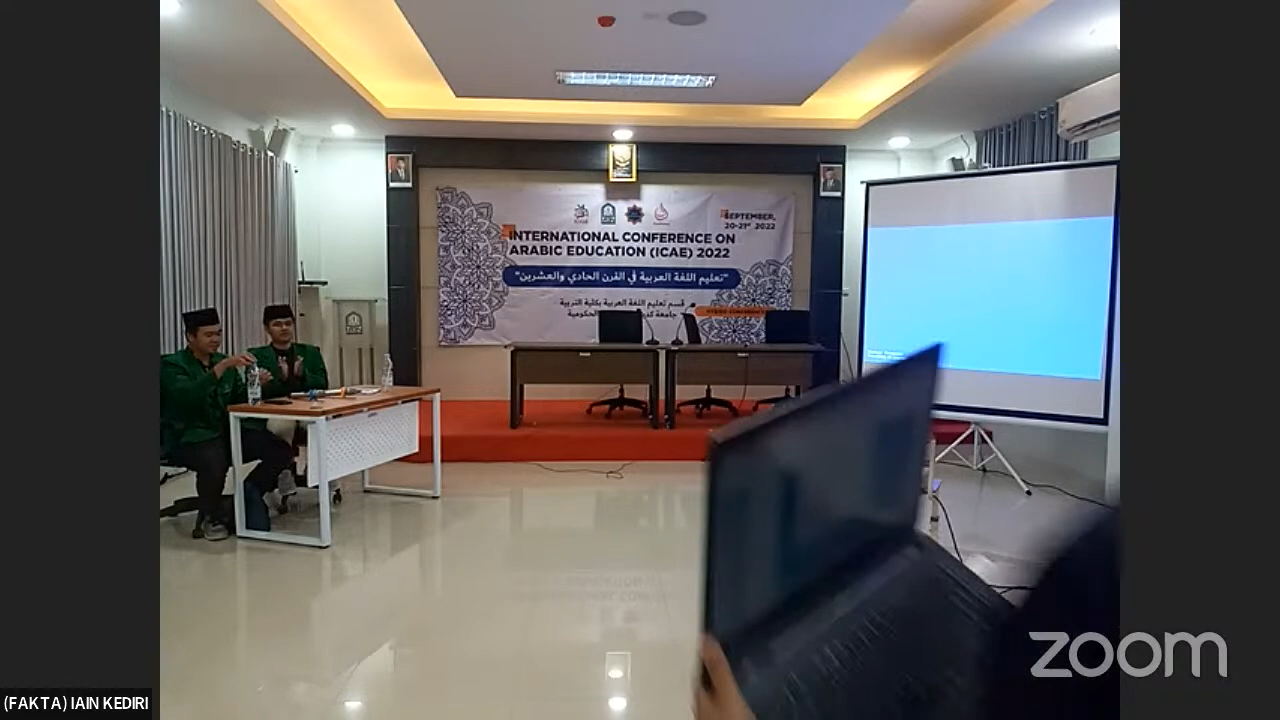 SEPTEMBER,
20-21st 2022
INTERNATIONAL CONFERENCE ON
ARABIC EDUCATION (ICAE) 2022
"تعليم اللغة العربية في القرن الحادي والعشرين"
قسم تعليم اللغة العربية بكلية التربية
جامعة
الحكومية
zoom
(FAKTA) IAIN KEDIRI